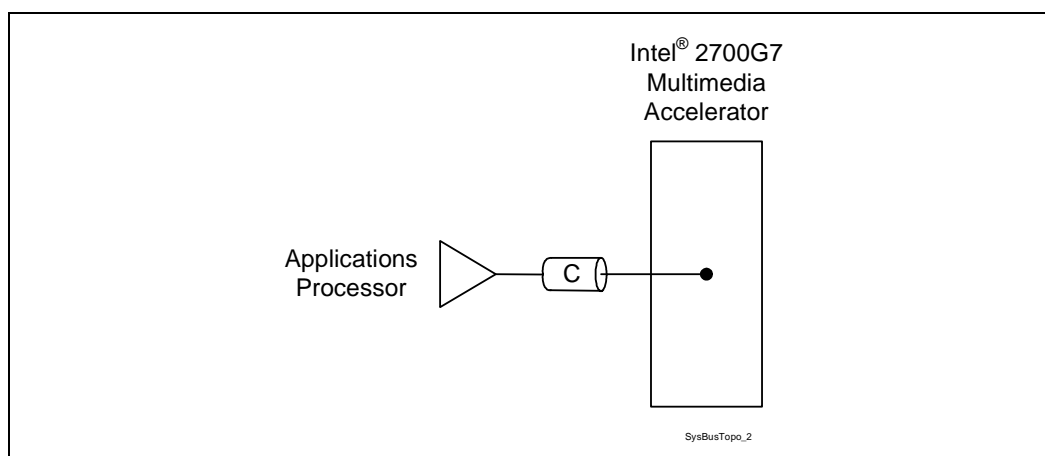 Intel® 2700G7
Multimedia
Accelerator
Applications
Processor
C
SysBusTopo_2